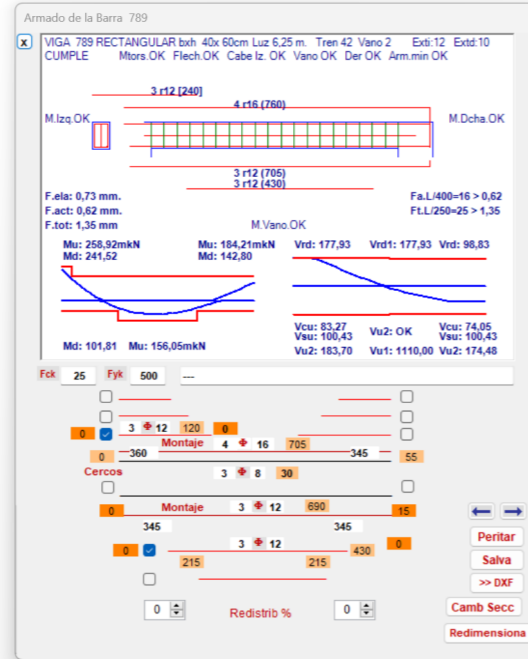 Armado de la Barra 789
x
VIGA 789 RECTANGULAR bxh 40x 60cm Luz 6,25 m. Tren 42 Vano 2 Exti:12 Extd:10
CUMPLE Mtors.OK Flech.OK Cabe Iz. OK Vano OK Der OK Arm.min OK
3 r12 [240]
4 r16 (760)
M.Izq.OK M.Dcha.OK
3 r12 (705)
3 r12 (430)
F.ela: 0,73 mm. Fa.L/400=16 > 0,62
F.act: 0,62 mm. Ft.L/250=25 > 1,35
F.tot: 1,35 mm M.Vano.OK
Mu: 258,92mkN Mu: 184,21mkN Vrd: 177,93 Vrd1: 177,93 Vrd: 98,83
Md: 241,52 Md: 142,80
Vcu: 83,27 Vu2: OK Vcu: 74,05
Vsu: 100,43 Vsu: 100,43
Md: 101,81 Mu: 156,05mkN Vu2: 183,70 Vu1: 1110,00 Vu2: 174,48
Fck 25 Fyk 500 ---
0 3 Φ 12 120 0
Montaje 4 Φ 16 705
0 360 345 55
Cercos 3 Φ 8 30
0 Montaje 3 Φ 12 690 15
345 345
0 3 Φ 12 430 0
215 215
0 Redistrib % 0
Peritar
Salva
>> DXF
Camb Secc
Redimensiona